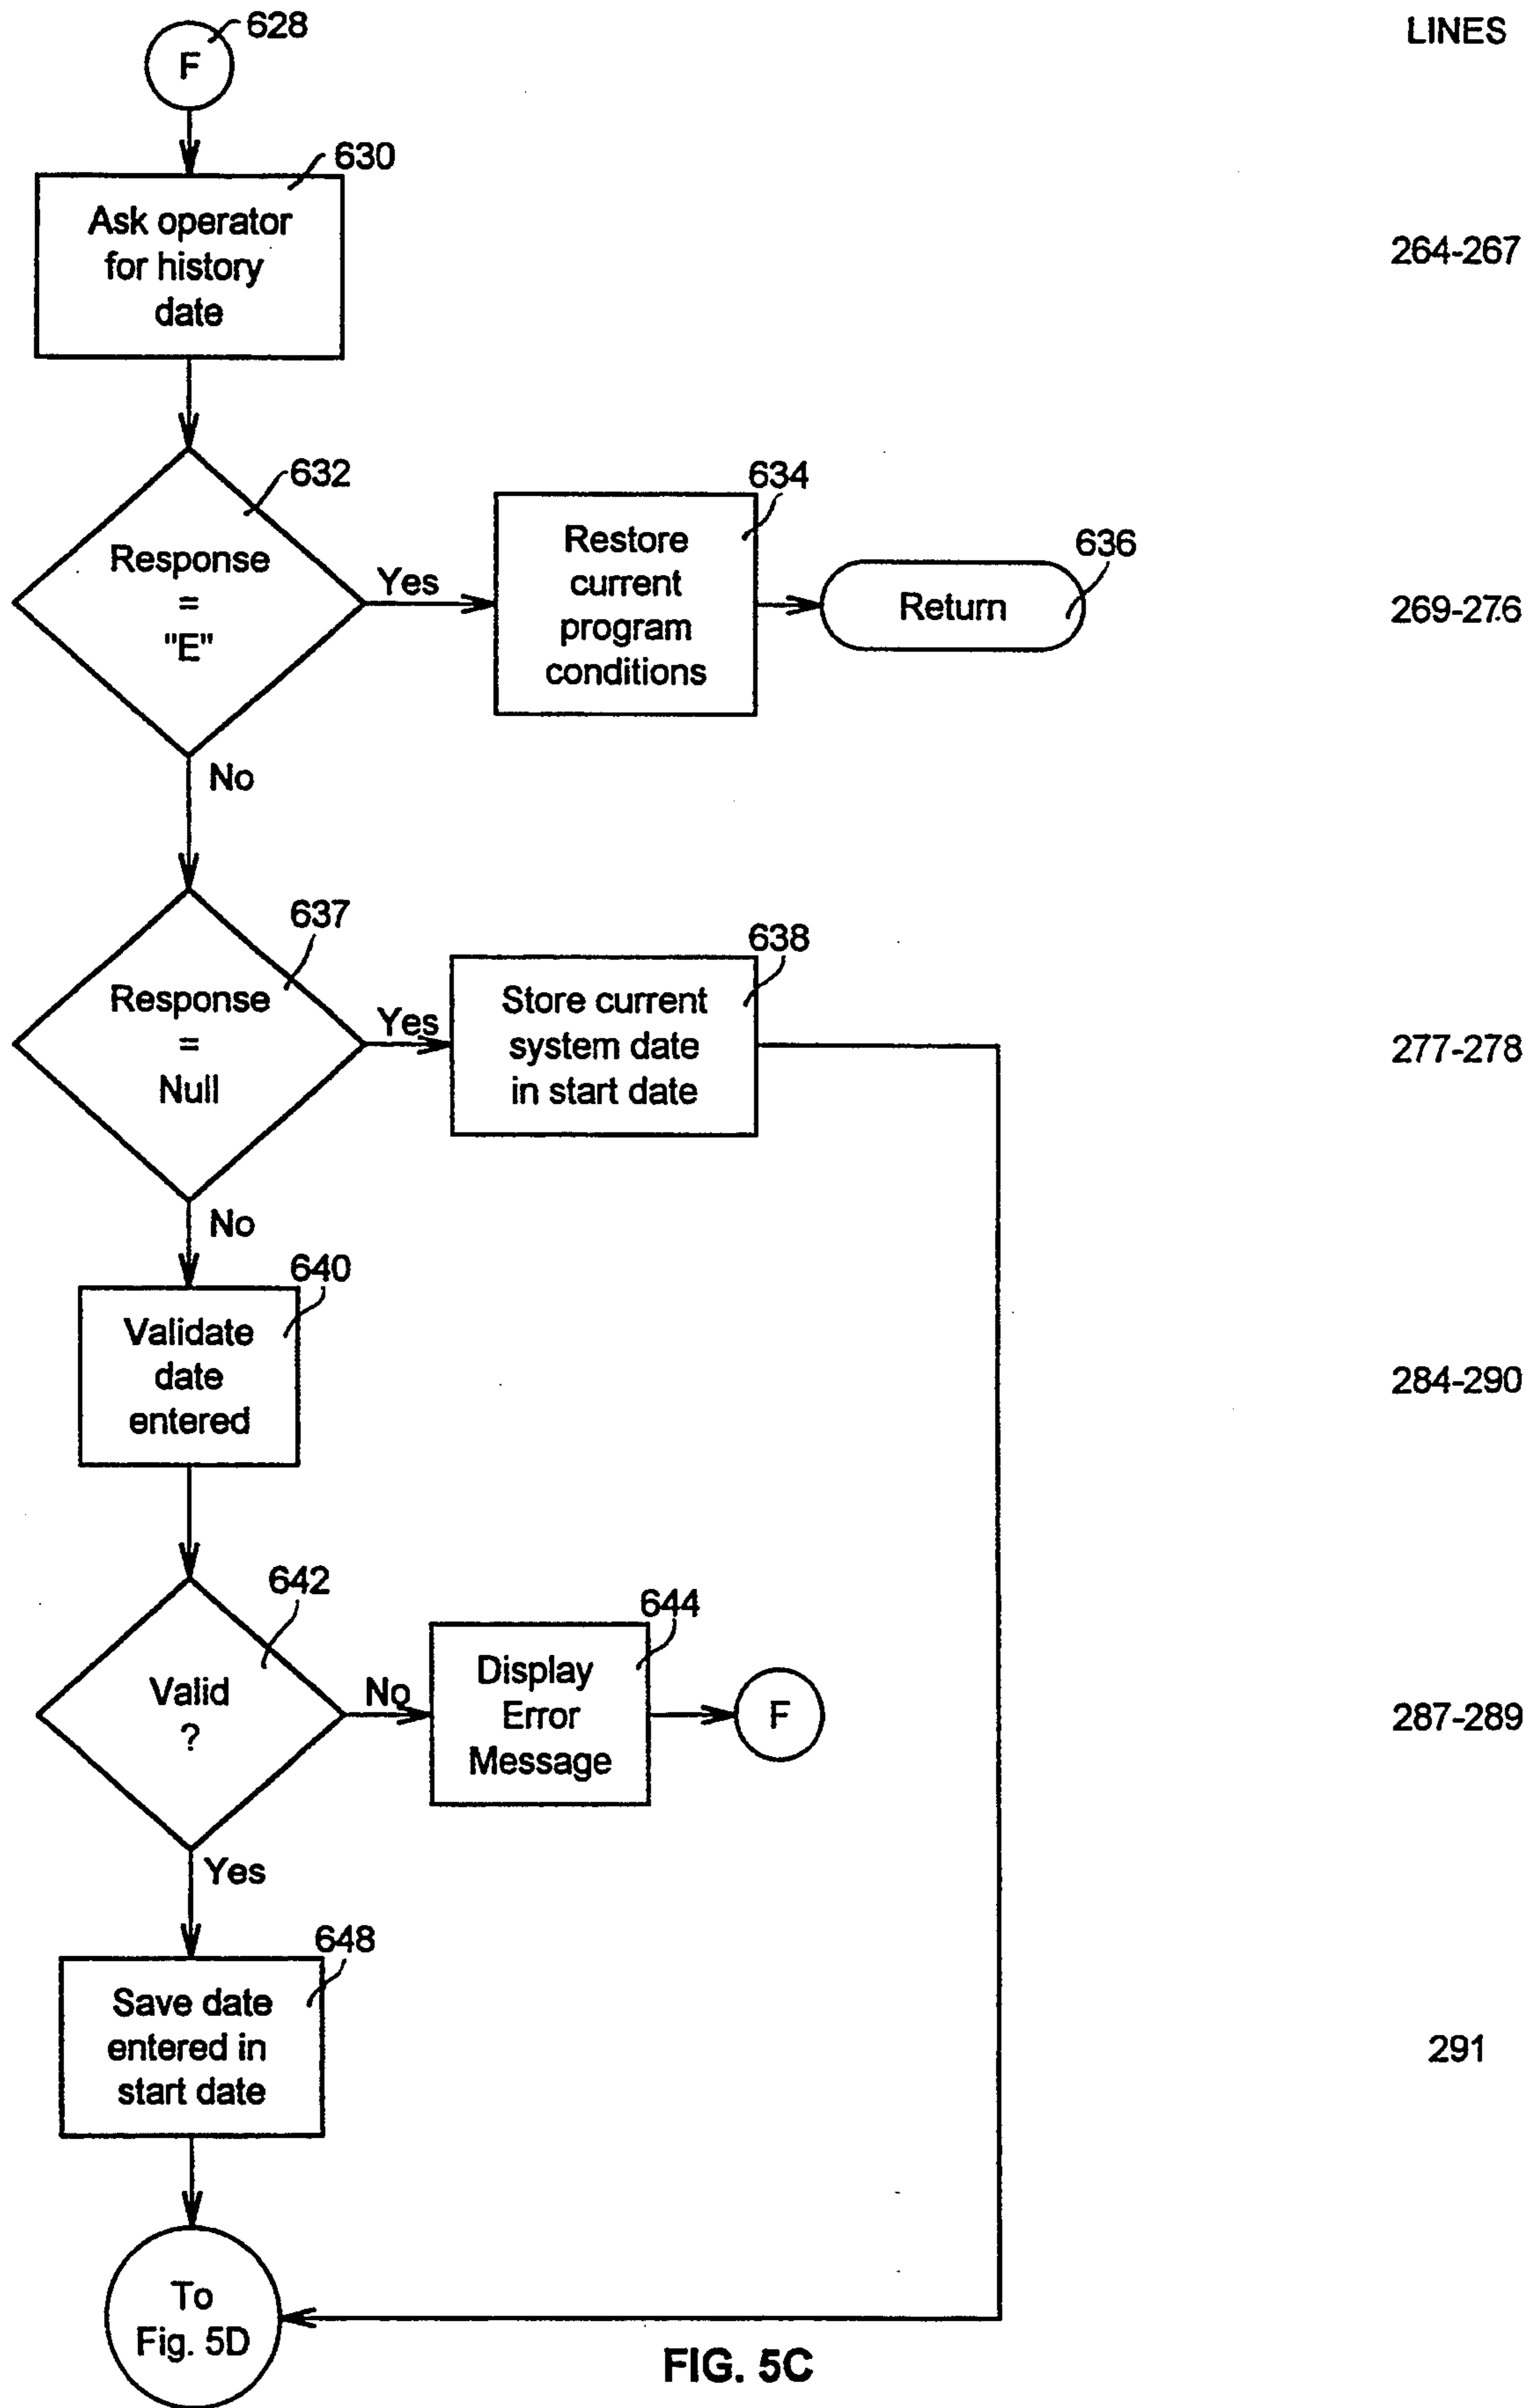 628
LINES
F
630
Ask operator
for history
date
264-267
632
634
Response
=
"E"
Yes
Restore
current
program
conditions
636
Return
269-276
No
637
638
Response
=
Null
Yes
Store current
system date
in start date
277-278
No
640
Validate
date
entered
284-290
642
644
Valid
?
No
Display
Error
Message
F
287-289
Yes
648
Save date
entered in
start date
291
To
Fig. 5D
FIG. 5C